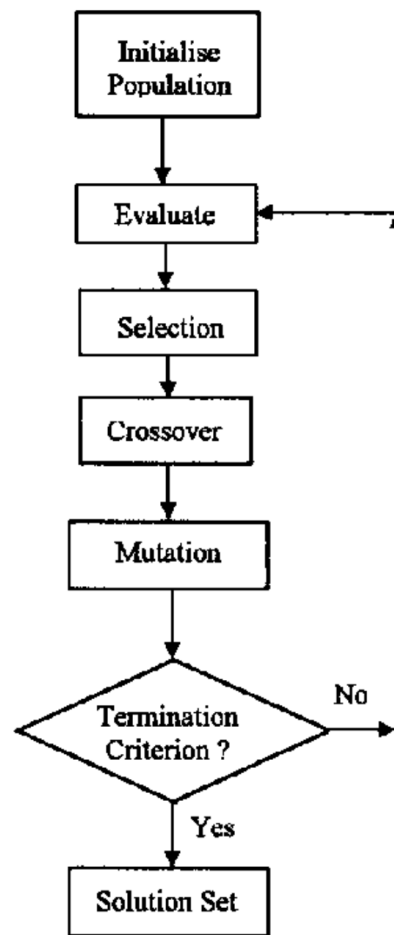 Initialise
Population
Evaluate
Selection
Crossover
Mutation
Termination
Criterion ?
No
Yes
Solution Set